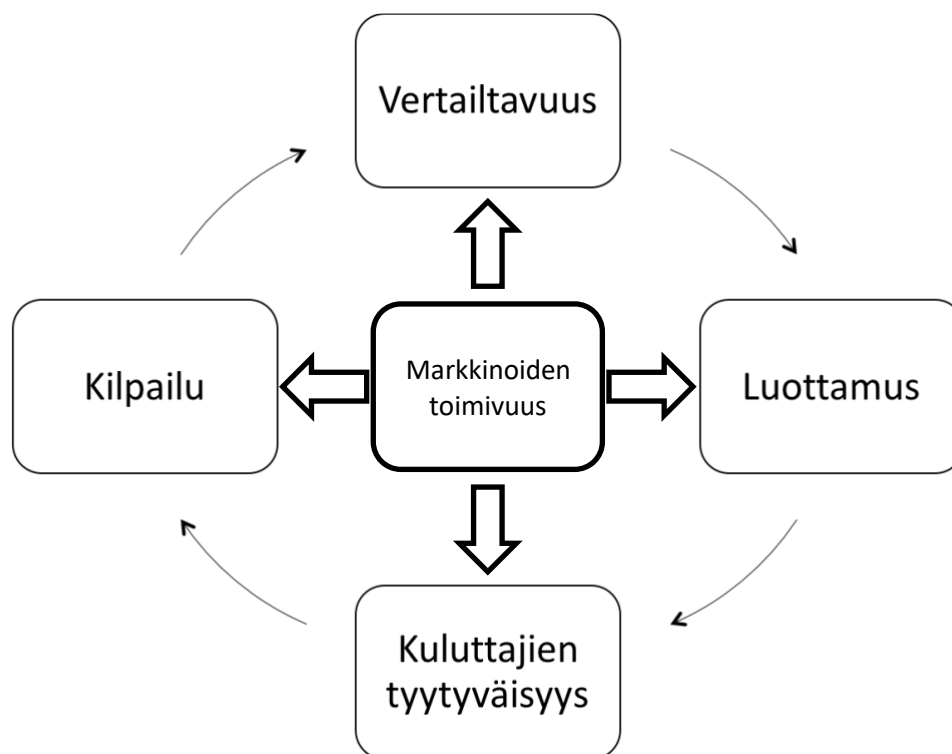 Vertailtavuus
Kilpailu
Markkinoiden
toimivuus
Luottamus
Kuluttajien
tyytyväisyys